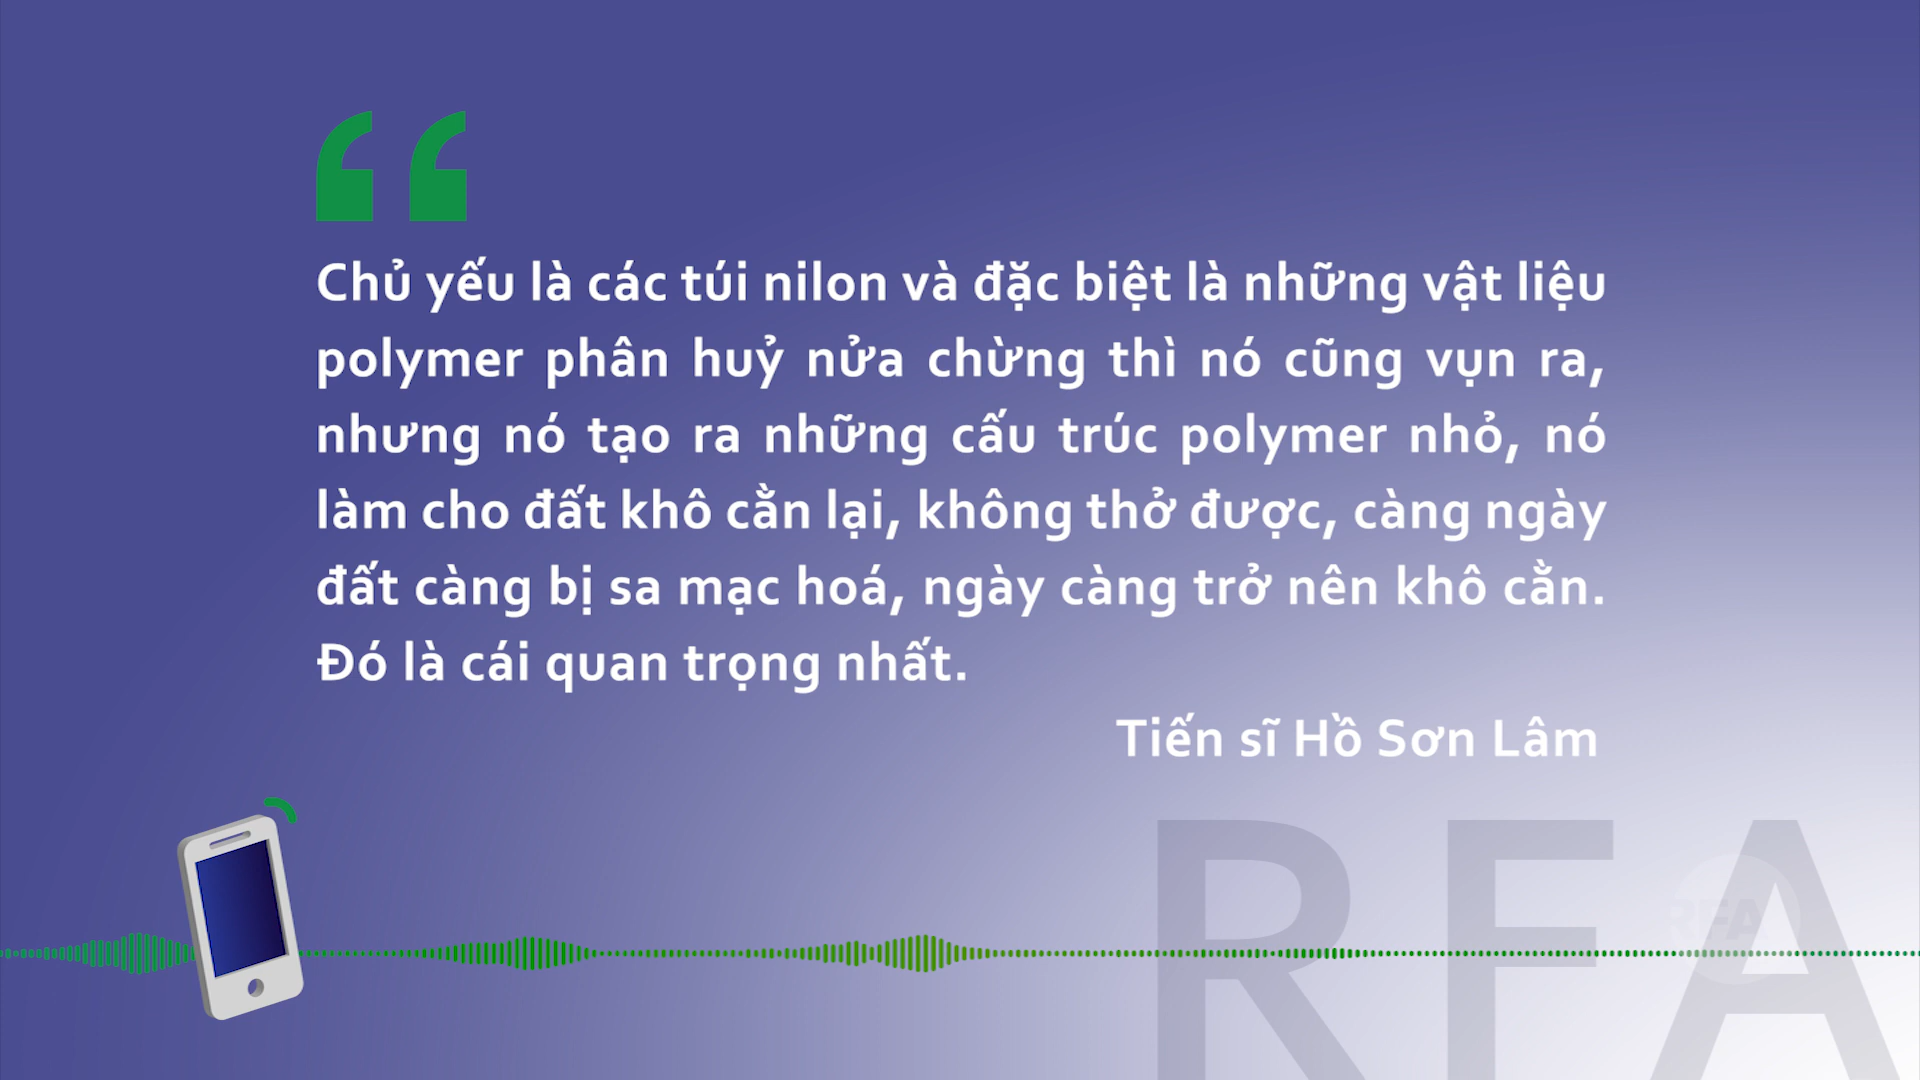 Chủ yếu là các túi nilon và đặc biệt là những vật liệu
polymer phân huỷ nửa chừng thì nó cũng vụn ra,
nhưng nó tạo ra những cấu trúc polymer nhỏ, nó
làm cho đất khô cằn lại, không thở được, càng ngày
đất càng bị sa mạc hoá, ngày càng trở nên khô cằn.
Đó là cái quan trọng nhất.
Tiến sĩ Hồ Sơn Lâm
RFA
RFA